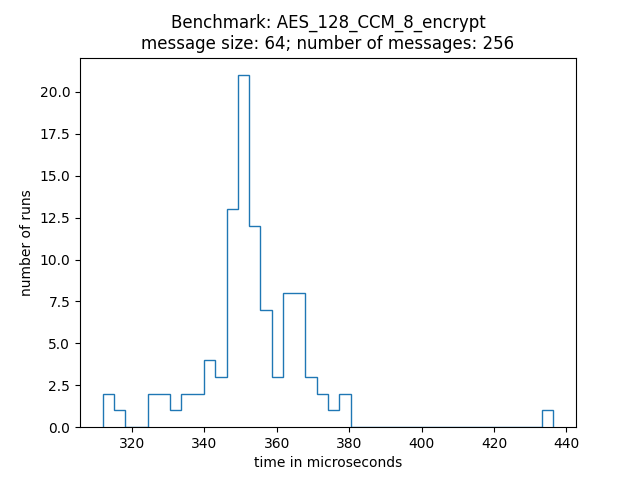 Benchmark: AES_128_CCM_8_encrypt
message size: 64; number of messages: 256
number of runs
20.0
17.5
15.0
12.5
10.0
7.5
5.0
2.5
0.0
320 340 360 380 400 420 440
time in microseconds